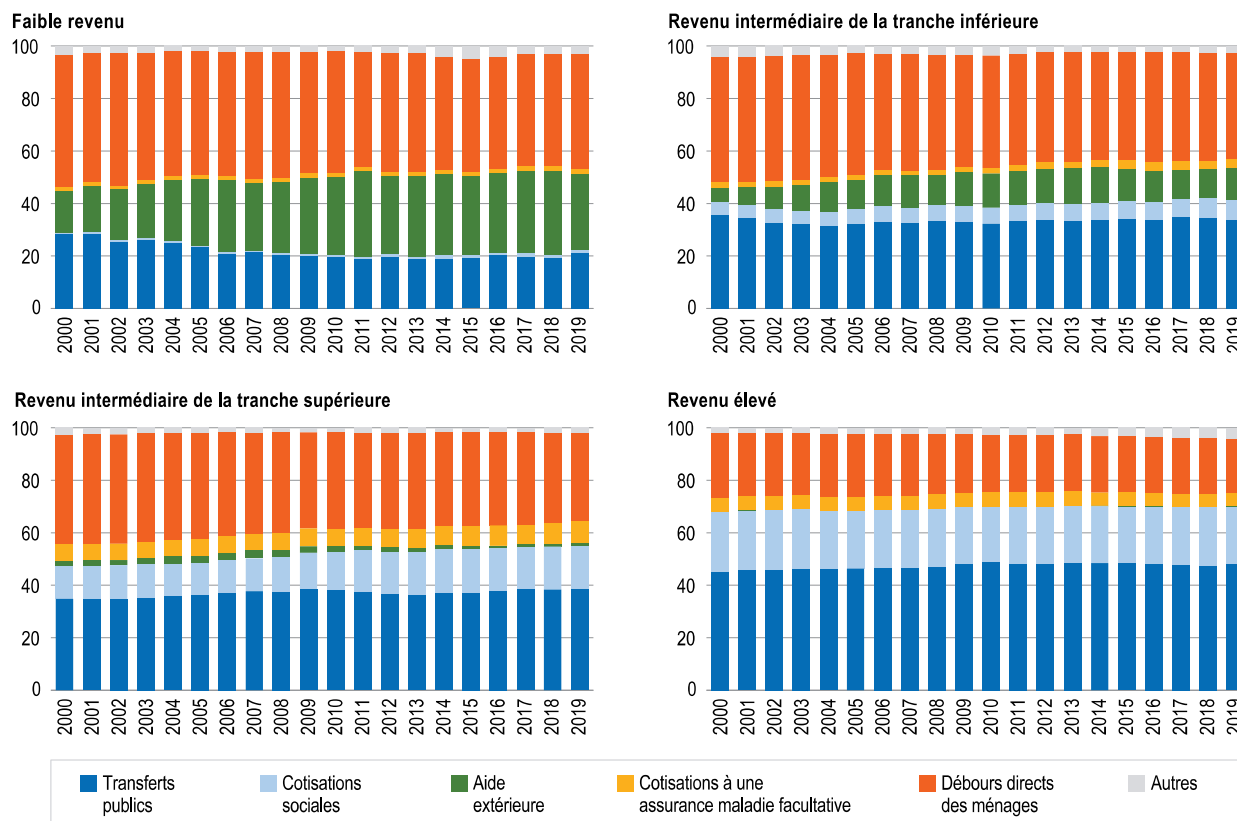 Faible revenu
100
80
60
40
20
0
2000 2001 2002 2003 2004 2005 2006 2007 2008 2009 2010 2011 2012 2013 2014 2015 2016 2017 2018 2019
Revenu intermédiaire de la tranche inférieure
100
80
60
40
20
0
2000 2001 2002 2003 2004 2005 2006 2007 2008 2009 2010 2011 2012 2013 2014 2015 2016 2017 2018 2019
Revenu intermédiaire de la tranche supérieure
100
80
60
40
20
0
2000 2001 2002 2003 2004 2005 2006 2007 2008 2009 2010 2011 2012 2013 2014 2015 2016 2017 2018 2019
Revenu élevé
100
80
60
40
20
0
2000 2001 2002 2003 2004 2005 2006 2007 2008 2009 2010 2011 2012 2013 2014 2015 2016 2017 2018 2019
Transferts
publics
Cotisations
sociales
Aide
extérieure
Cotisations à une
assurance maladie facultative
Débours directs
des ménages
Autres